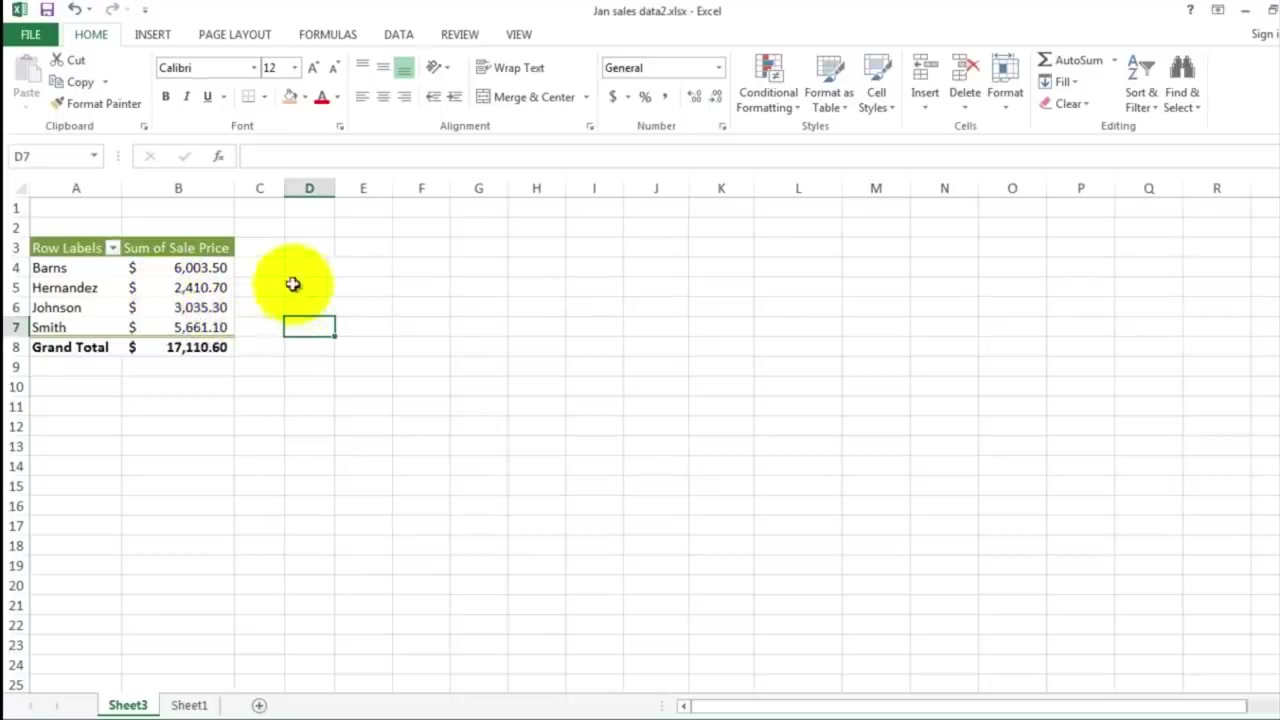 Jan sales data2.xlsx - Excel
?
FILE HOME INSERT PAGE LAYOUT FORMULAS DATA REVIEW VIEW
Sign i
Paste
Cut
Copy
Format Painter
Clipboard
Calibri 12
B I U
Font
Wrap Text
Merge & Center
Alignment
General
$ % ,
Number
Conditional
Formatting
Format as
Table
Cell
Styles
Styles
Insert Delete Format
Cells
AutoSum
Fill
Clear
Sort &
Filter
Find &
Select
Editing
D7
fx
A B C D E F G H I J K L M N O P Q R
1
2
3 Row Labels Sum of Sale Price
4 Barns $ 6,003.50
5 Hernandez $ 2,410.70
6 Johnson $ 3,035.30
7 Smith $ 5,661.10
8 Grand Total $ 17,110.60
9
10
11
12
13
14
15
16
17
18
19
20
21
22
23
24
25
Sheet3 Sheet1